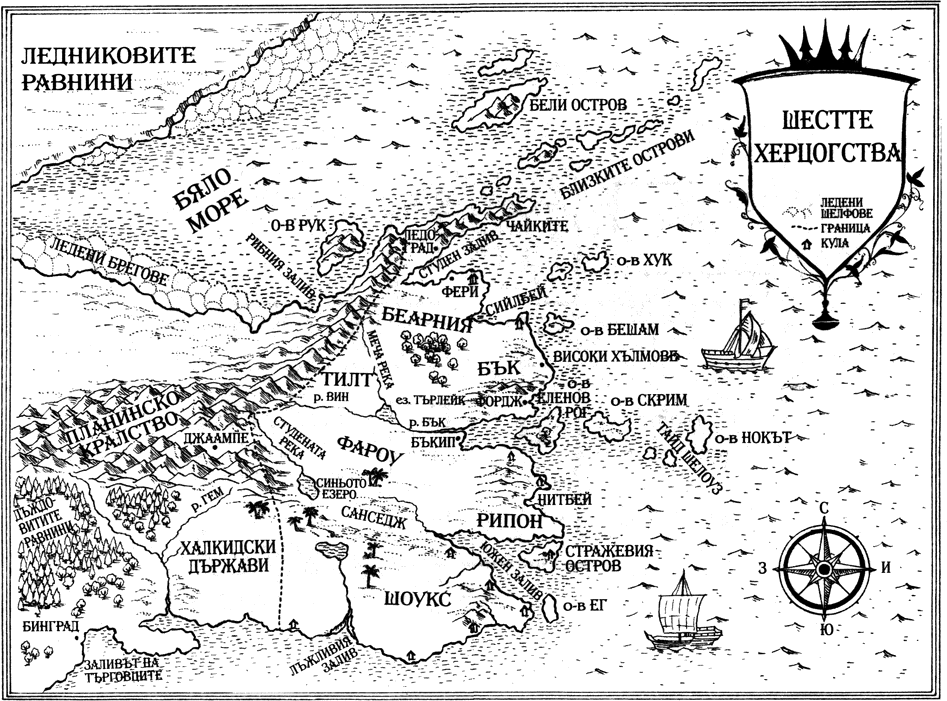 ЛЕДНИКОВИТЕ
РАВНИНИ
ШЕСТТЕ
ХЕРЦОГСТВА
ЛЕДЕНИ
ШЕЛФОВЕ
ГРАНИЦА
КУЛА
БЕЛИ ОСТРОВ
БЛИЗКИТЕ ОСТРОВИ
БЯЛО
МОРЕ
О-В РУК
ЛЕДО
ГРАД
ЧАЙКИТЕ
СТУДЕН ЗАЛИВ
РИБНИЯ ЗАЛИВ
ЛЕДЕНИ БРЕГОВЕ
О-В ХУК
ФЕРИ
СИЙЛБЕЙ
БЕАРНИЯ
О-В БЕШАМ
МЕЧА РЕКА
БЪК
ВИСОКИ ХЪЛМОВЕ
ТИЛТ
Р. ВИН
ЕЗ. ТЪРЛЕЙК
ФОРДЖ
О-В
ЕЛЕНОВ
РОГ
О-В СКРИМ
ПЛАНИНСКО
КРАЛСТВО
ДЖААМПЕ
СТУДЕНАТА
РЕКА
ФАРОУ
Р. БЪК
БЪКИП
ТАЙД ШЕЛОУЗ
О-В НОКЪТ
ДЪЖДО-
ВИТИТЕ
РАВНИНИ
Р. ГЕМ
СИНЬОТО
ЕЗЕРО
НИТБЕЙ
САНСЕДЖ
РИПОН
ХАЛКИДСКИ
ДЪРЖАВИ
ЮЖЕН ЗАЛИВ
СТРАЖЕВИЯ
ОСТРОВ
ШОУКС
О-В ЕГ
БИНГРАД
ЗАЛИВЪТ НА
ТЪРГОВЦИТЕ
ЛЪЖЛИВИЯ
ЗАЛИВ
С
З
И
Ю